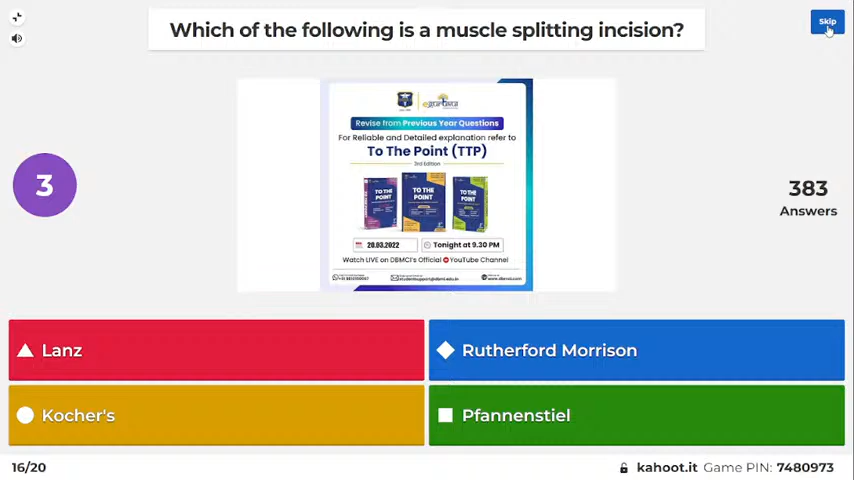 Which of the following is a muscle splitting incision?
Skip
Revise from Previous Year Questions
For Reliable and Detailed explanation refer to
To The Point (TTP)
3rd Edition
TO THE POINT
TO THE POINT
TO THE POINT
28.03.2022
Tonight at 9.30 PM
Watch LIVE on DBMCI's Official YouTube Channel
3
383
Answers
Lanz
Rutherford Morrison
Kocher's
Pfannenstiel
16/20
kahoot.it Game PIN: 7480973